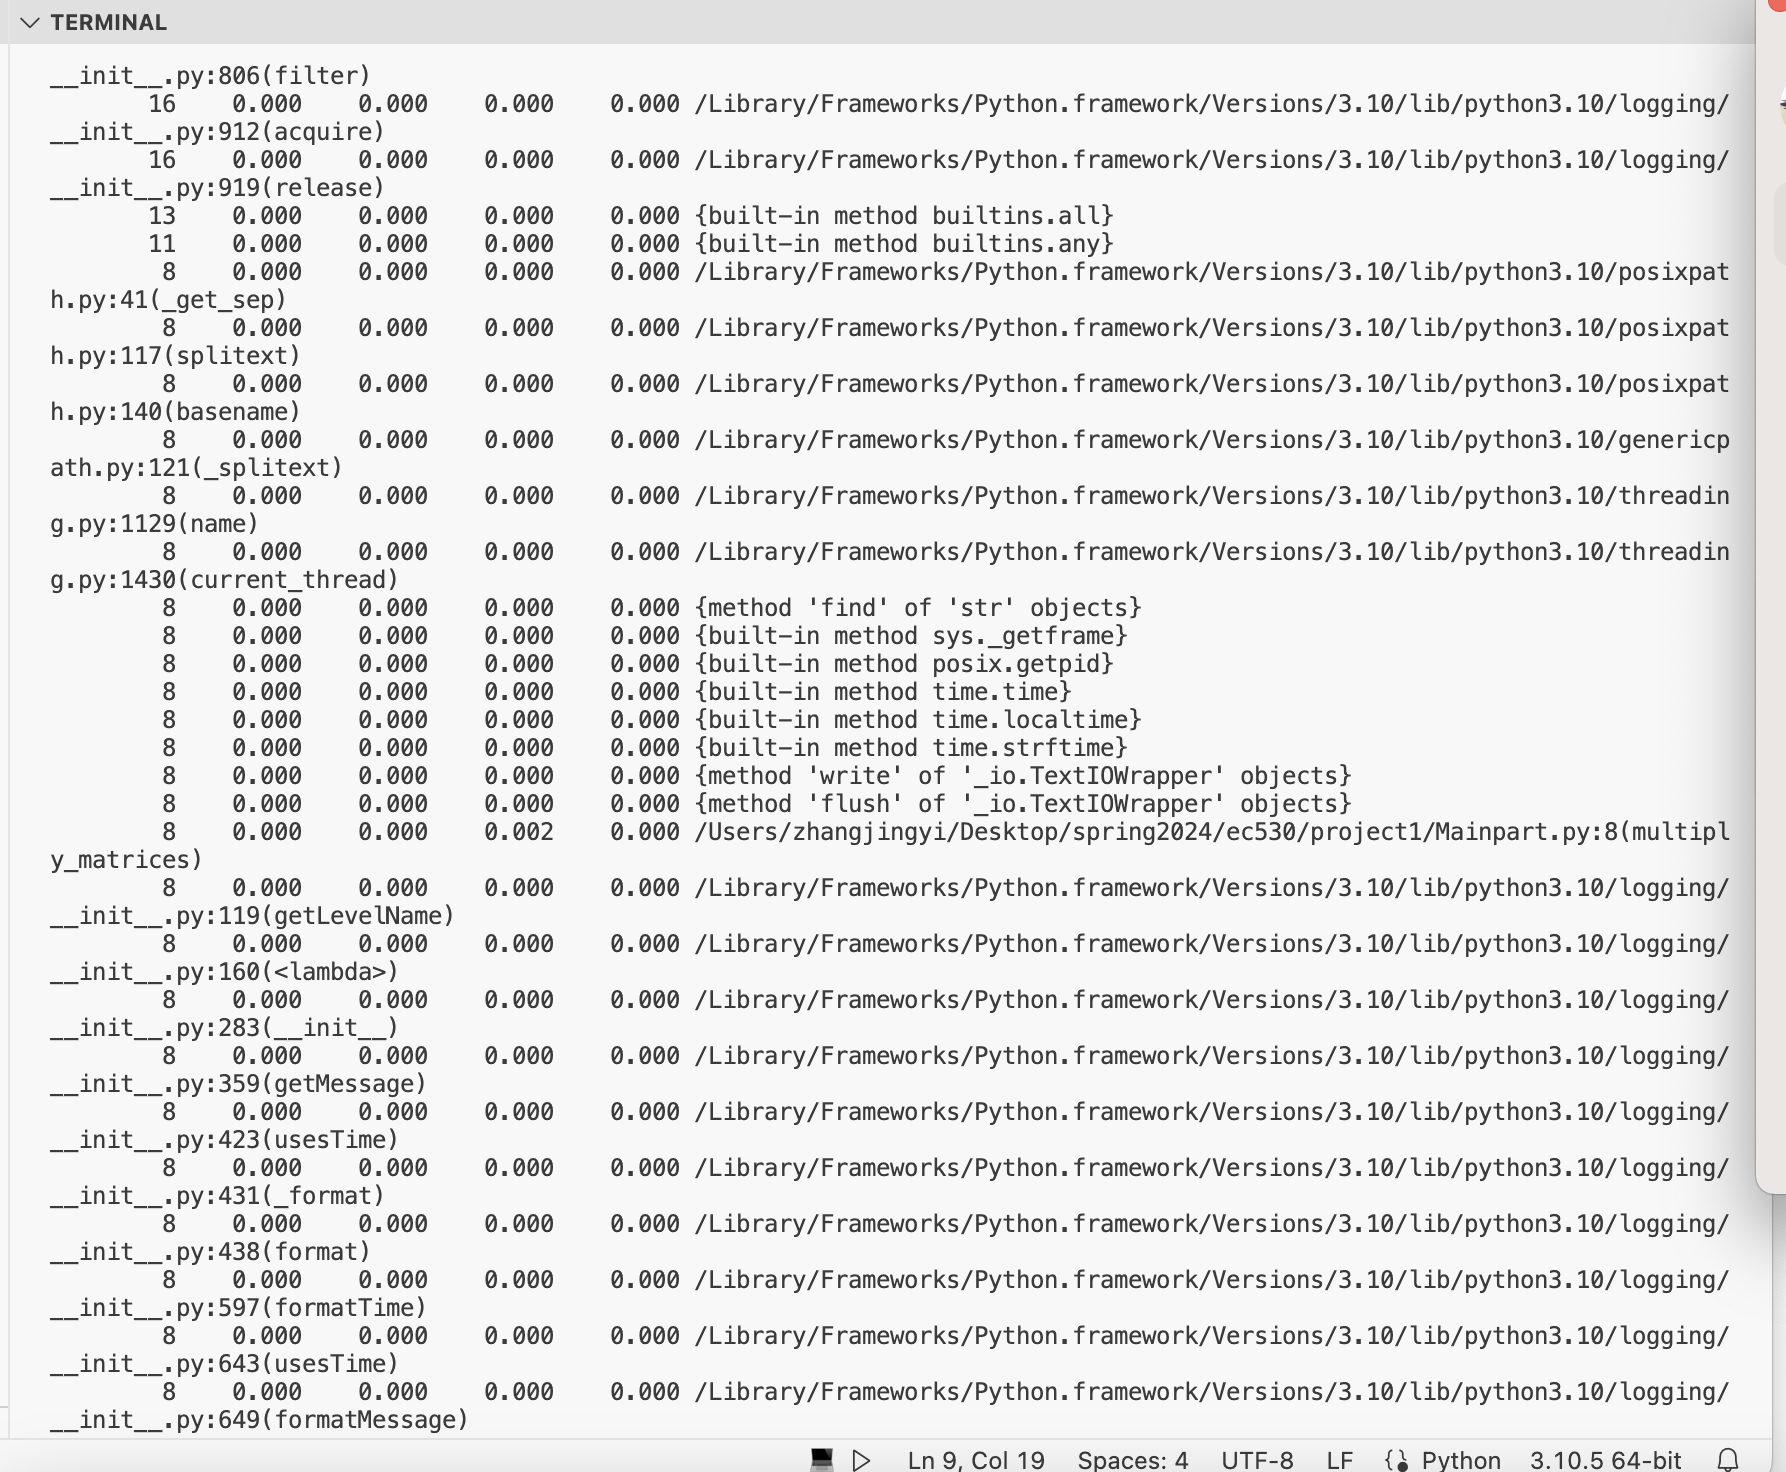 TERMINAL
__init__.py:806(filter)
       16    0.000    0.000    0.000    0.000 /Library/Frameworks/Python.framework/Versions/3.10/lib/python3.10/logging/
__init__.py:912(acquire)
       16    0.000    0.000    0.000    0.000 /Library/Frameworks/Python.framework/Versions/3.10/lib/python3.10/logging/
__init__.py:919(release)
       13    0.000    0.000    0.000    0.000 {built-in method builtins.all}
       11    0.000    0.000    0.000    0.000 {built-in method builtins.any}
        8    0.000    0.000    0.000    0.000 /Library/Frameworks/Python.framework/Versions/3.10/lib/python3.10/posixpat
h.py:41(_get_sep)
        8    0.000    0.000    0.000    0.000 /Library/Frameworks/Python.framework/Versions/3.10/lib/python3.10/posixpat
h.py:117(splitext)
        8    0.000    0.000    0.000    0.000 /Library/Frameworks/Python.framework/Versions/3.10/lib/python3.10/posixpat
h.py:140(basename)
        8    0.000    0.000    0.000    0.000 /Library/Frameworks/Python.framework/Versions/3.10/lib/python3.10/genericp
ath.py:121(_splitext)
        8    0.000    0.000    0.000    0.000 /Library/Frameworks/Python.framework/Versions/3.10/lib/python3.10/threadin
g.py:1129(name)
        8    0.000    0.000    0.000    0.000 /Library/Frameworks/Python.framework/Versions/3.10/lib/python3.10/threadin
g.py:1430(current_thread)
        8    0.000    0.000    0.000    0.000 {method 'find' of 'str' objects}
        8    0.000    0.000    0.000    0.000 {built-in method sys._getframe}
        8    0.000    0.000    0.000    0.000 {built-in method posix.getpid}
        8    0.000    0.000    0.000    0.000 {built-in method time.time}
        8    0.000    0.000    0.000    0.000 {built-in method time.localtime}
        8    0.000    0.000    0.000    0.000 {built-in method time.strftime}
        8    0.000    0.000    0.000    0.000 {method 'write' of '_io.TextIOWrapper' objects}
        8    0.000    0.000    0.000    0.000 {method 'flush' of '_io.TextIOWrapper' objects}
        8    0.000    0.000    0.002    0.000 /Users/zhangjingyi/Desktop/spring2024/ec530/project1/Mainpart.py:8(multipl
y_matrices)
        8    0.000    0.000    0.000    0.000 /Library/Frameworks/Python.framework/Versions/3.10/lib/python3.10/logging/
__init__.py:119(getLevelName)
        8    0.000    0.000    0.000    0.000 /Library/Frameworks/Python.framework/Versions/3.10/lib/python3.10/logging/
__init__.py:160(<lambda>)
        8    0.000    0.000    0.000    0.000 /Library/Frameworks/Python.framework/Versions/3.10/lib/python3.10/logging/
__init__.py:283(__init__)
        8    0.000    0.000    0.000    0.000 /Library/Frameworks/Python.framework/Versions/3.10/lib/python3.10/logging/
__init__.py:359(getMessage)
        8    0.000    0.000    0.000    0.000 /Library/Frameworks/Python.framework/Versions/3.10/lib/python3.10/logging/
__init__.py:423(usesTime)
        8    0.000    0.000    0.000    0.000 /Library/Frameworks/Python.framework/Versions/3.10/lib/python3.10/logging/
__init__.py:431(_format)
        8    0.000    0.000    0.000    0.000 /Library/Frameworks/Python.framework/Versions/3.10/lib/python3.10/logging/
__init__.py:438(format)
        8    0.000    0.000    0.000    0.000 /Library/Frameworks/Python.framework/Versions/3.10/lib/python3.10/logging/
__init__.py:597(formatTime)
        8    0.000    0.000    0.000    0.000 /Library/Frameworks/Python.framework/Versions/3.10/lib/python3.10/logging/
__init__.py:643(usesTime)
        8    0.000    0.000    0.000    0.000 /Library/Frameworks/Python.framework/Versions/3.10/lib/python3.10/logging/
__init__.py:649(formatMessage)
Ln 9, Col 19 Spaces: 4 UTF-8 LF Python 3.10.5 64-bit